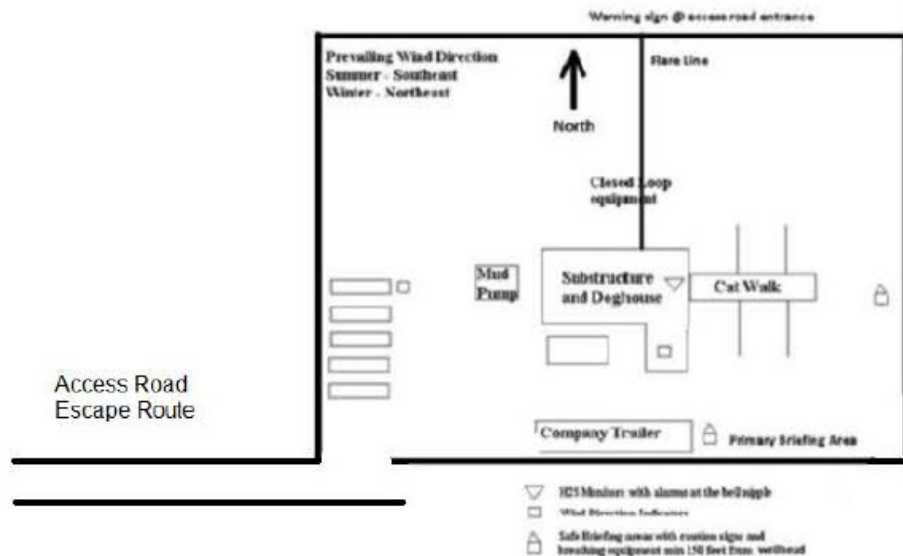 Warning sign @ access road entrance
Prevailing Wind Direction
Summer - Southeast
Winter - Northeast
Flare Line
North
Closed Loop
equipment
Mud
Pump
Substructure
and Doghouse
Cat Walk
Access Road
Escape Route
Company Trailer
Primary Briefing Area
H2S Monitors with alarms at the bell nipple
Wind Direction Indicators
Safe Briefing areas with caution signs and
breathing equipment min 150 feet from wellhead